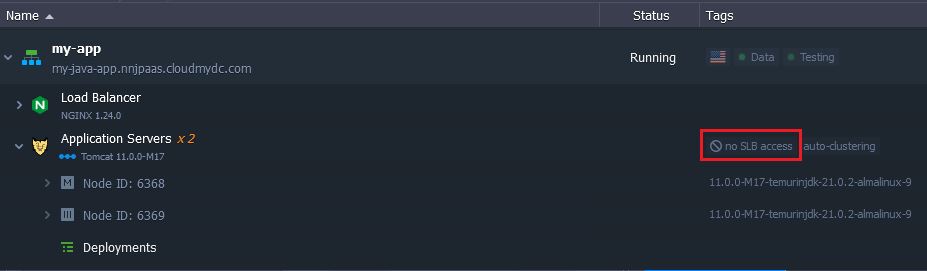 Name Status Tags
my-app
my-java-app.nnjpaas.cloudmydc.com
Running Data Testing
Load Balancer
NGINX 1.24.0
Application Servers x 2
Tomcat 11.0.0-M17
no SLB access auto-clustering
M Node ID: 6368 11.0.0-M17-temurinjdk-21.0.2-almalinux-9
Node ID: 6369 11.0.0-M17-temurinjdk-21.0.2-almalinux-9
Deployments